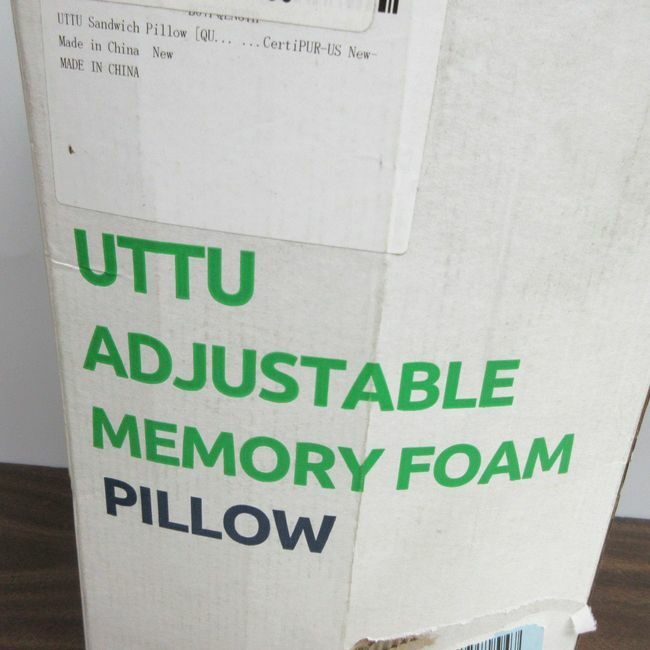 UTTU Sandwich Pillow [QU... ...CertiPUR-US New-
Made in China New
MADE IN CHINA
UTTU
ADJUSTABLE
MEMORY FOAM
PILLOW